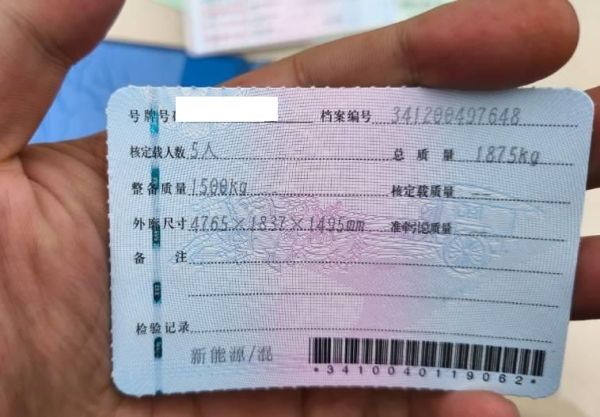 号牌号 档案编号 341200497648
核定载人数 5人 总质量 1875kg
整备质量 1500kg 核定载质量
外廓尺寸 4765×1837×1495mm 准牵引总质量
备注
检验记录
新能源/混
*3410040119062*